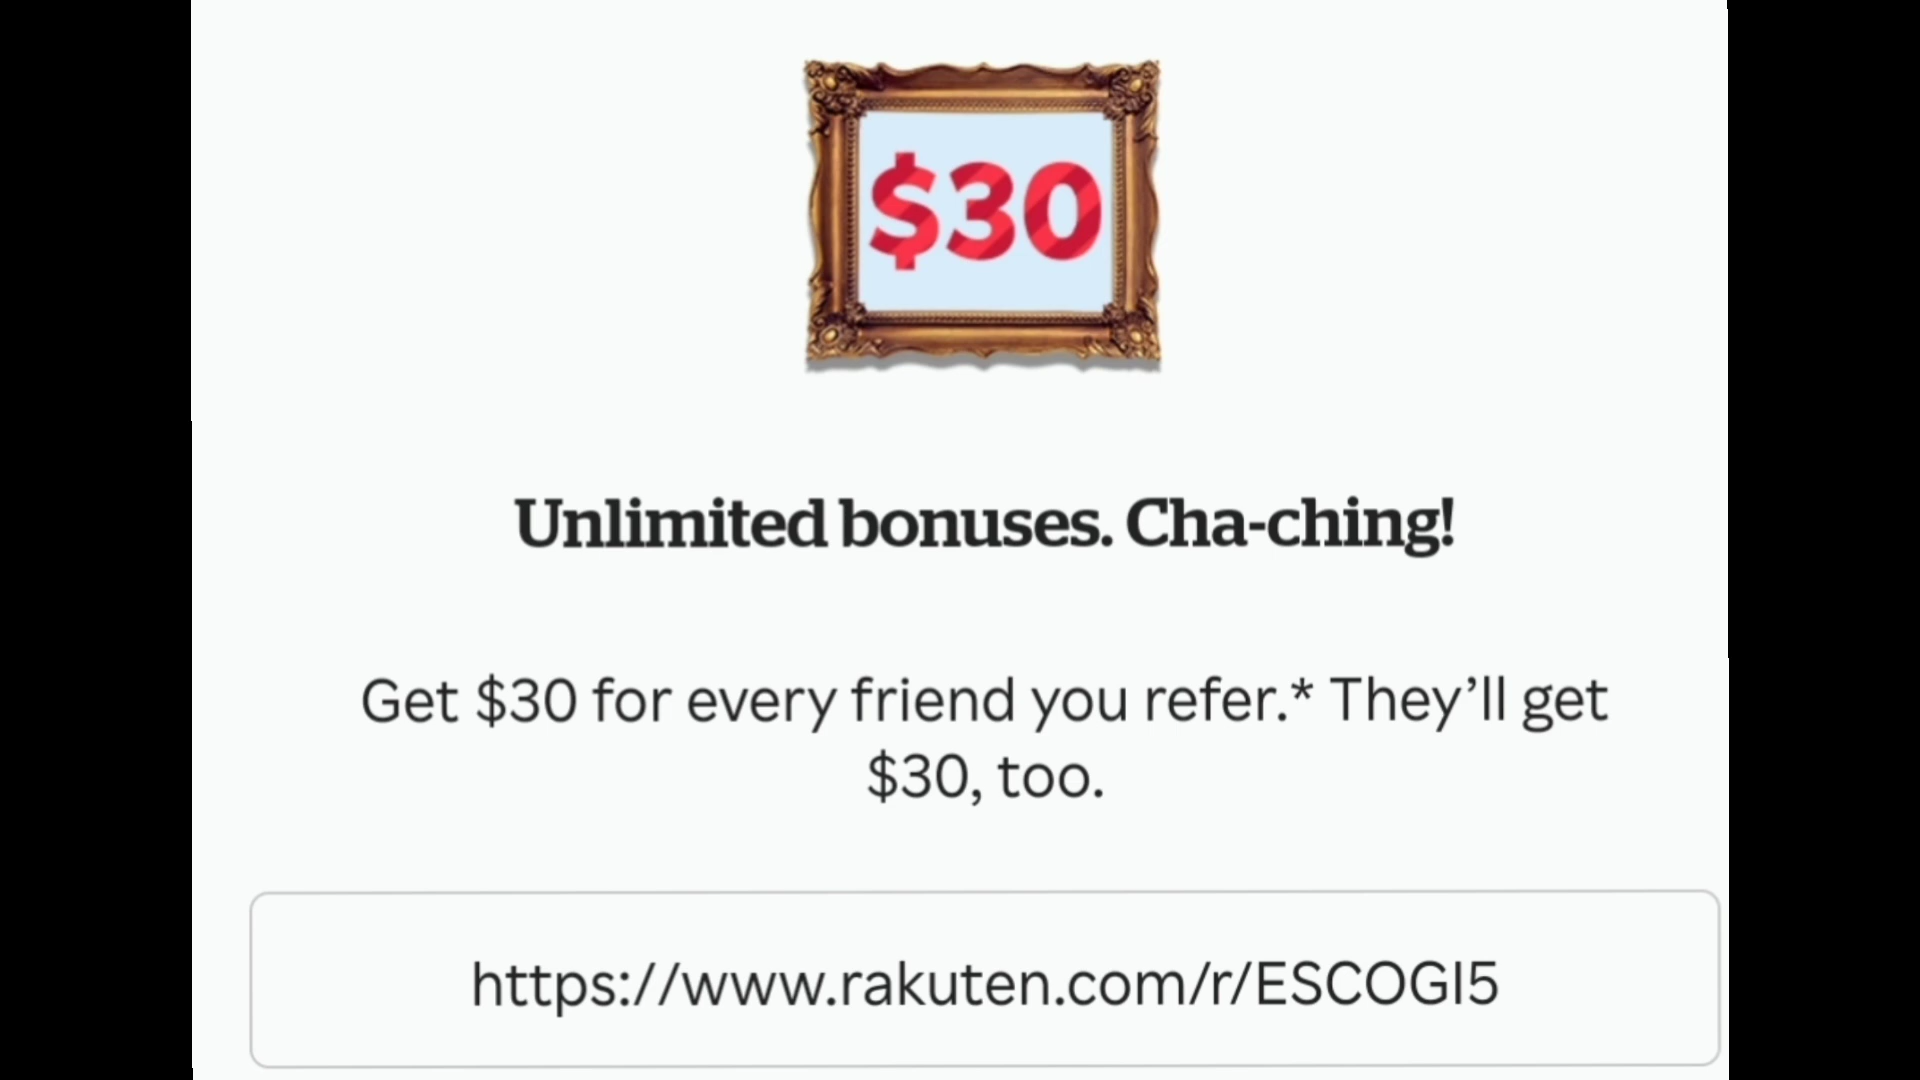 $30
Unlimited bonuses. Cha-ching!
Get $30 for every friend you refer.* They’ll get
$30, too.
https://www.rakuten.com/r/ESCOGI5